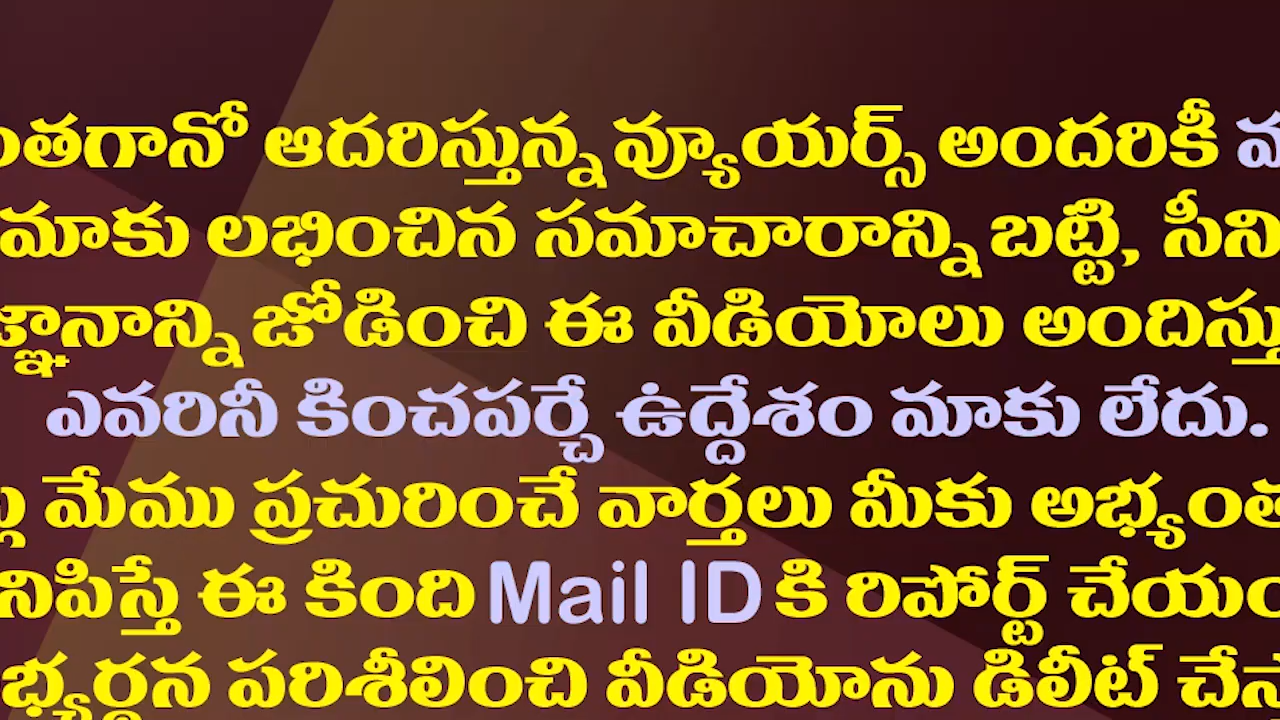 ంతగానో ఆదరిస్తున్న వ్యూయర్స్ అందరికీ
మాకు లభించిన సమాచారాన్ని బట్టి, సీని
జ్ఞానాన్ని జోడించి ఈ వీడియోలు అందిస్తు
ఎవరినీ కించపర్చే ఉద్దేశం మాకు లేదు.
ల్లు మేము ప్రచురించే వార్తలు మీకు అభ్యంత
నిపిస్తే ఈ కింది Mail ID కి రిపోర్ట్ చేయం
భ్యర్థన పరిశీలించి వీడియోను డిలీట్ చేస